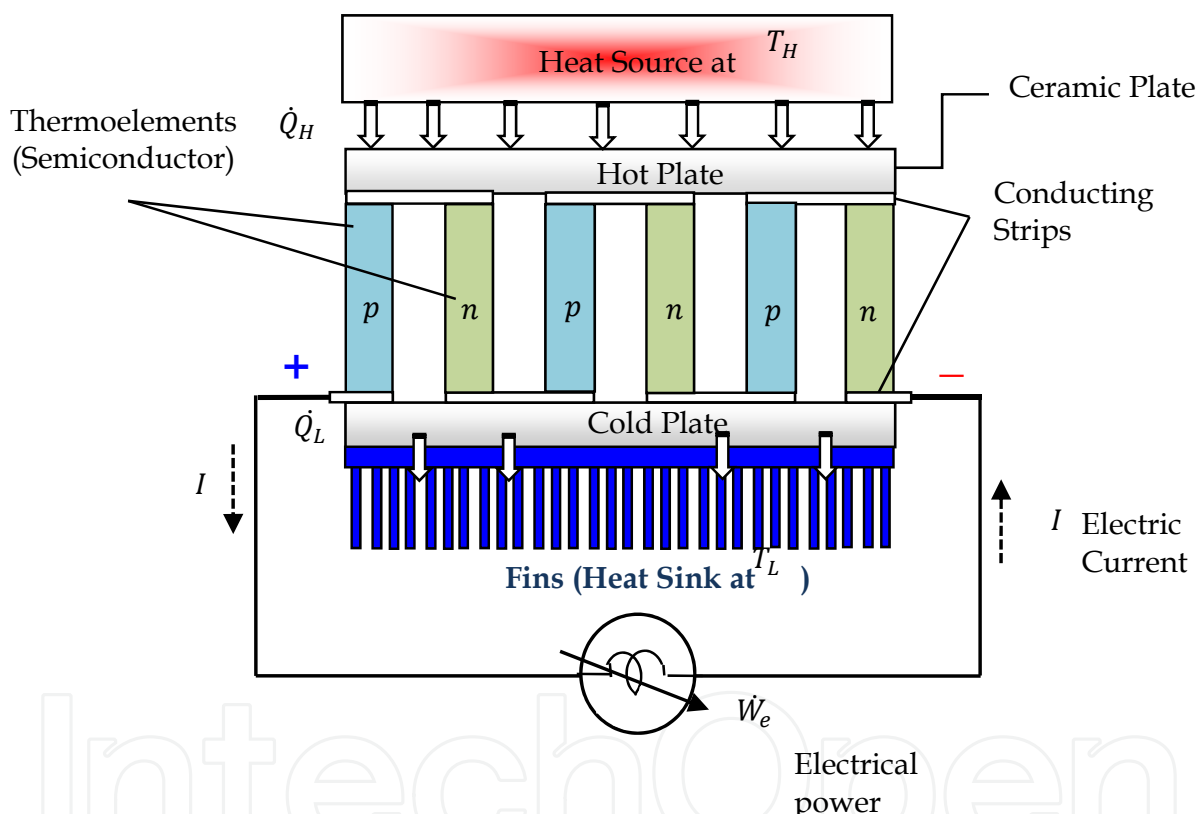 Heat Source at
T_H
Ceramic Plate
Thermoelements
(Semiconductor)
Q̇_H
Hot Plate
Conducting
Strips
p
n
p
n
p
n
+
−
Q̇_L
Cold Plate
I
I
Electric
Current
Fins (Heat Sink at T_L )
Ẇ_e
Electrical
power
IntechOpen